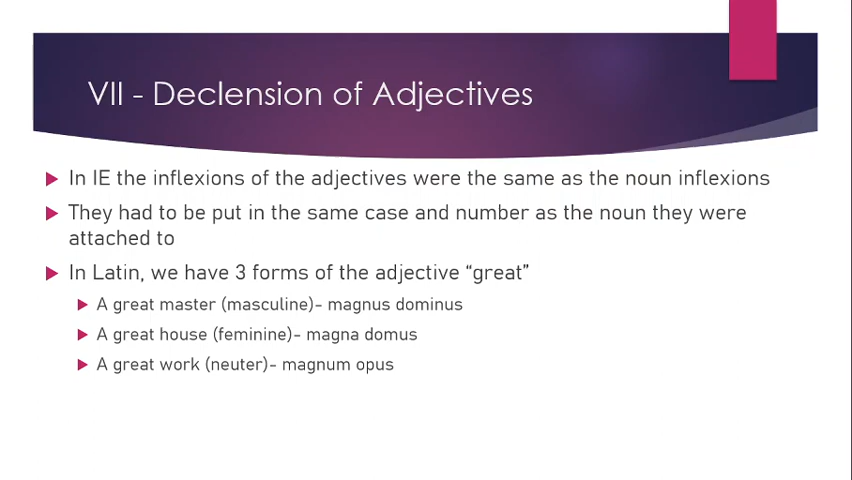 VII - Declension of Adjectives
In IE the inflexions of the adjectives were the same as the noun inflexions
They had to be put in the same case and number as the noun they were
attached to
In Latin, we have 3 forms of the adjective “great”
A great master (masculine)- magnus dominus
A great house (feminine)- magna domus
A great work (neuter)- magnum opus